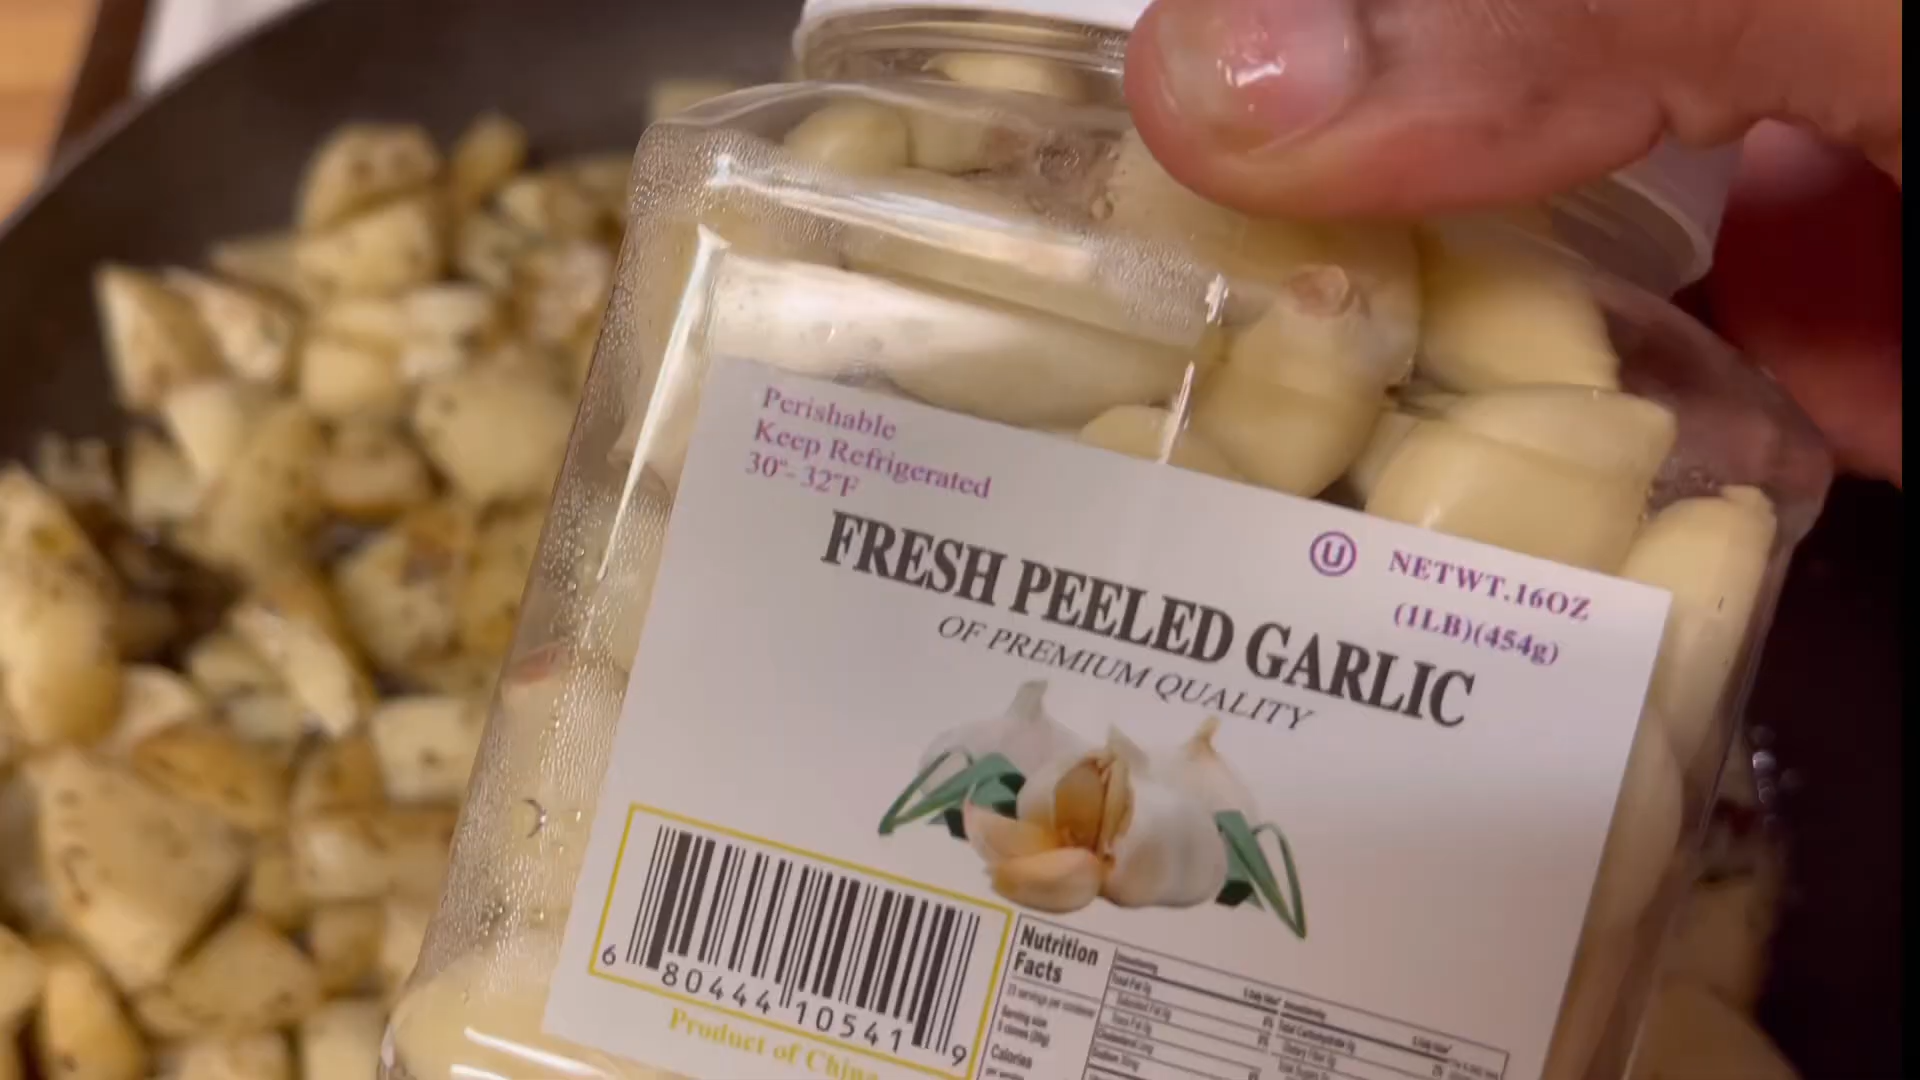 Perishable
Keep Refrigerated
30°-32°F
U
NETWT.16OZ
(1LB)(454g)
FRESH PEELED GARLIC
OF PREMIUM QUALITY
6 80444 10541 9
Product of China
Nutrition
Facts
Calories